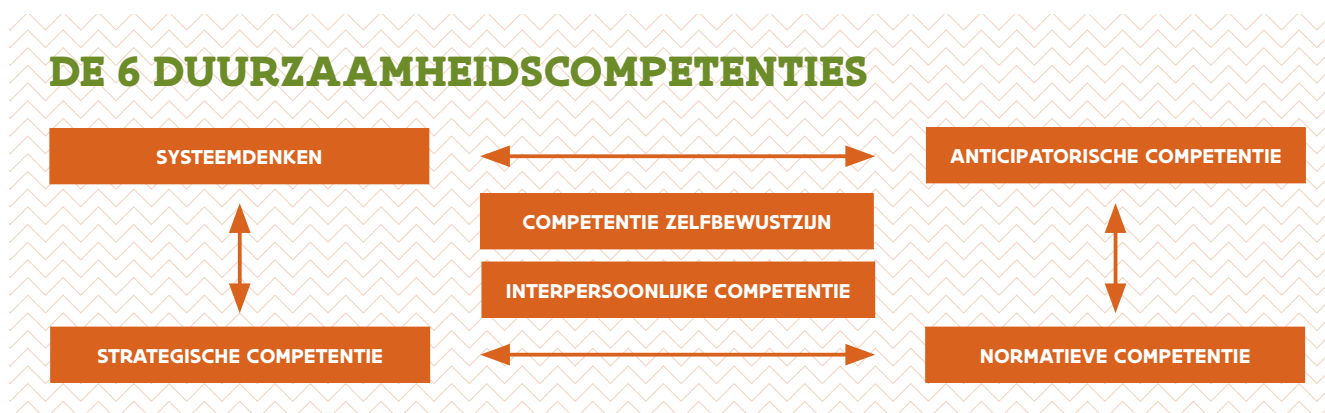 DE 6 DUURZAAMHEIDSCOMPETENTIES
SYSTEEMDENKEN
ANTICIPATORISCHE COMPETENTIE
COMPETENTIE ZELFBEWUSTZIJN
INTERPERSOONLIJKE COMPETENTIE
STRATEGISCHE COMPETENTIE
NORMATIEVE COMPETENTIE